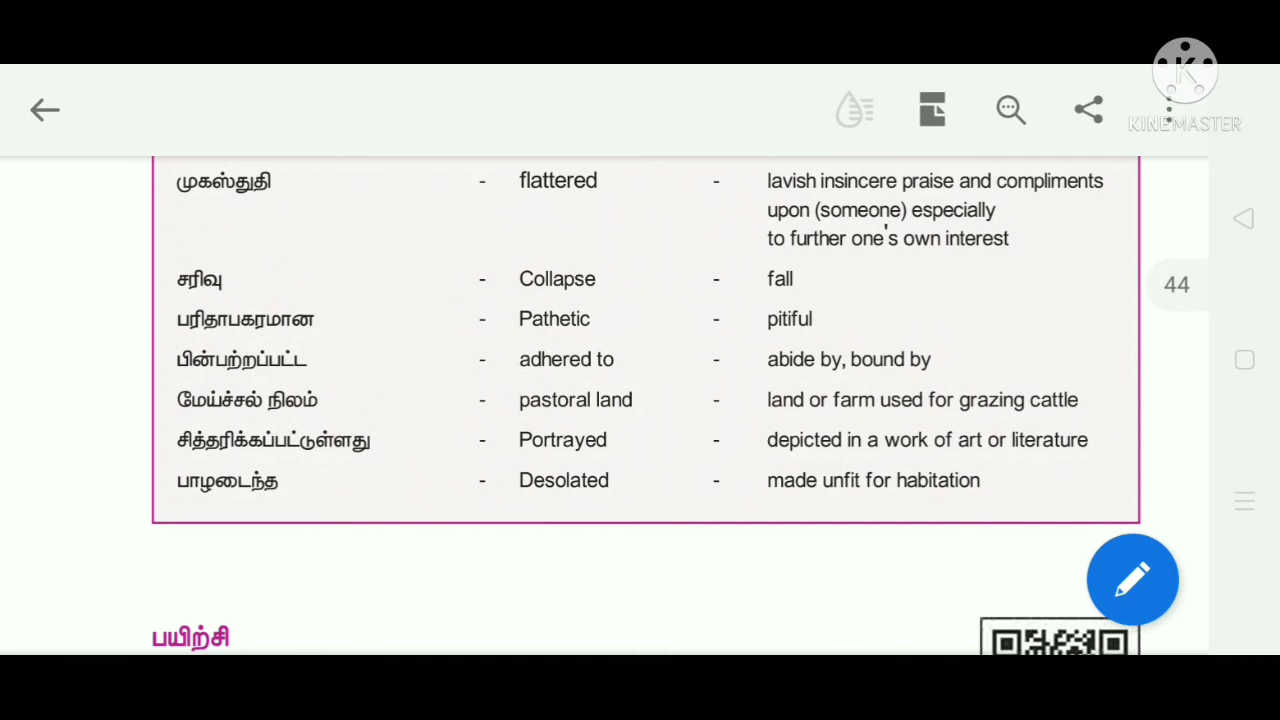 KINEMASTER
முகஸ்துதி - flattered - lavish insincere praise and compliments
upon (someone) especially
to further one's own interest
சரிவு - Collapse - fall
44
பரிதாபகரமான - Pathetic - pitiful
பின்பற்றப்பட்ட - adhered to - abide by, bound by
மேய்ச்சல் நிலம் - pastoral land - land or farm used for grazing cattle
சித்தரிக்கப்பட்டுள்ளது - Portrayed - depicted in a work of art or literature
பாழடைந்த - Desolated - made unfit for habitation
பயிற்சி